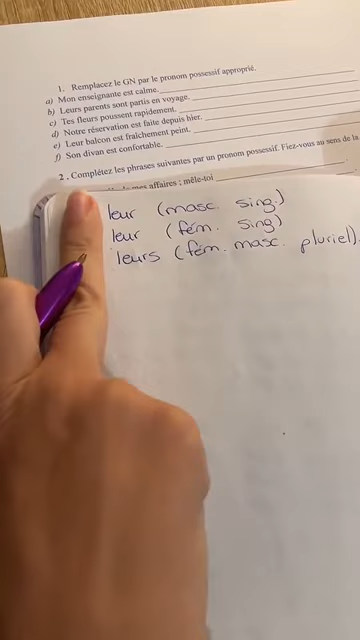 1. Remplacez le GN par le pronom possessif approprié.
a) Mon enseignante est calme.
b) Leurs parents sont partis en voyage.
c) Tes fleurs poussent rapidement.
d) Notre réservation est faite depuis hier.
e) Leur balcon est fraîchement peint.
f) Son divan est confortable.
2. Complétez les phrases suivantes par un pronom possessif. Fiez-vous au sens de la
mes affaires ; mêle-toi
leur (masc. sing.)
leur (fém. sing)
leurs (fém. masc. pluriel).